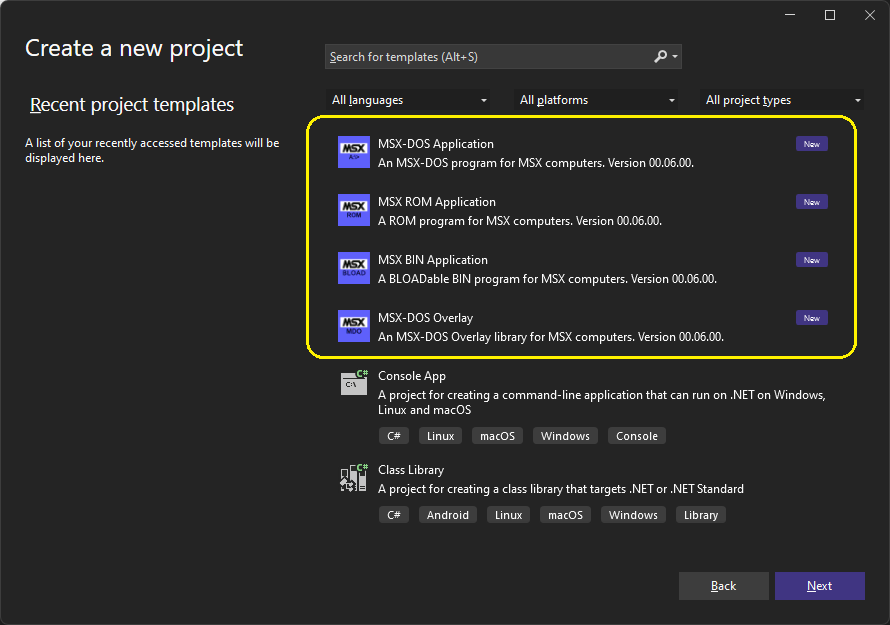 Create a new project
Search for templates (Alt+S)
Recent project templates
A list of your recently accessed templates will be
displayed here.
All languages
All platforms
All project types
MSX
A:\>
MSX-DOS Application
New
An MSX-DOS program for MSX computers. Version 00.06.00.
MSX
ROM
MSX ROM Application
New
A ROM program for MSX computers. Version 00.06.00.
MSX
BLOAD
MSX BIN Application
New
A BLOADable BIN program for MSX computers. Version 00.06.00.
MSX
MDO
MSX-DOS Overlay
New
An MSX-DOS Overlay library for MSX computers. Version 00.06.00.
C#
C:\
Console App
A project for creating a command-line application that can run on .NET on Windows,
Linux and macOS
C# Linux macOS Windows Console
C#
Class Library
A project for creating a class library that targets .NET or .NET Standard
C# Android Linux macOS Windows Library
Back
Next